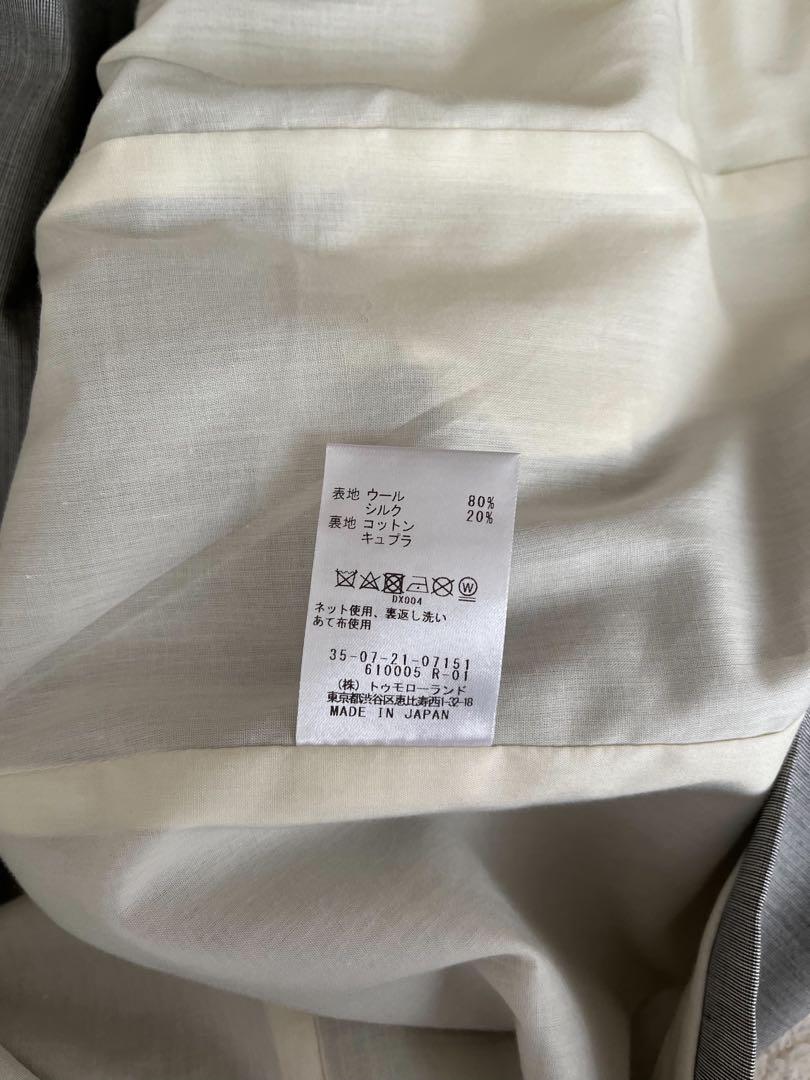 表地 ウール 80%
シルク 20%
裏地 コットン
キュプラ
W
DX004
ネット使用、裏返し洗い
あて布使用
35-07-21-07151
610005 R-01
(株) トゥモローランド
東京都渋谷区恵比寿西1-32-18
MADE IN JAPAN